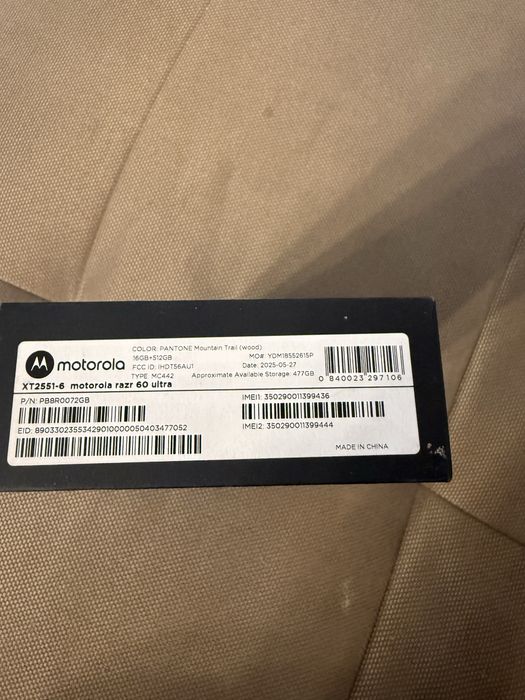 COLOR: PANTONE Mountain Trail (wood)
16GB+512GB MO# YDM18552615P
FCC ID: IHDT56AU1 Date: 2025-05-27
TYPE: MC442 Approximate Available Storage: 477GB
motorola
0 840023 297106
XT2551-6 motorola razr 60 ultra
P/N: PB8R0072GB
IMEI1: 350290011399436
EID: 89033023553429010000050403477052
IMEI2: 350290011399444
MADE IN CHINA